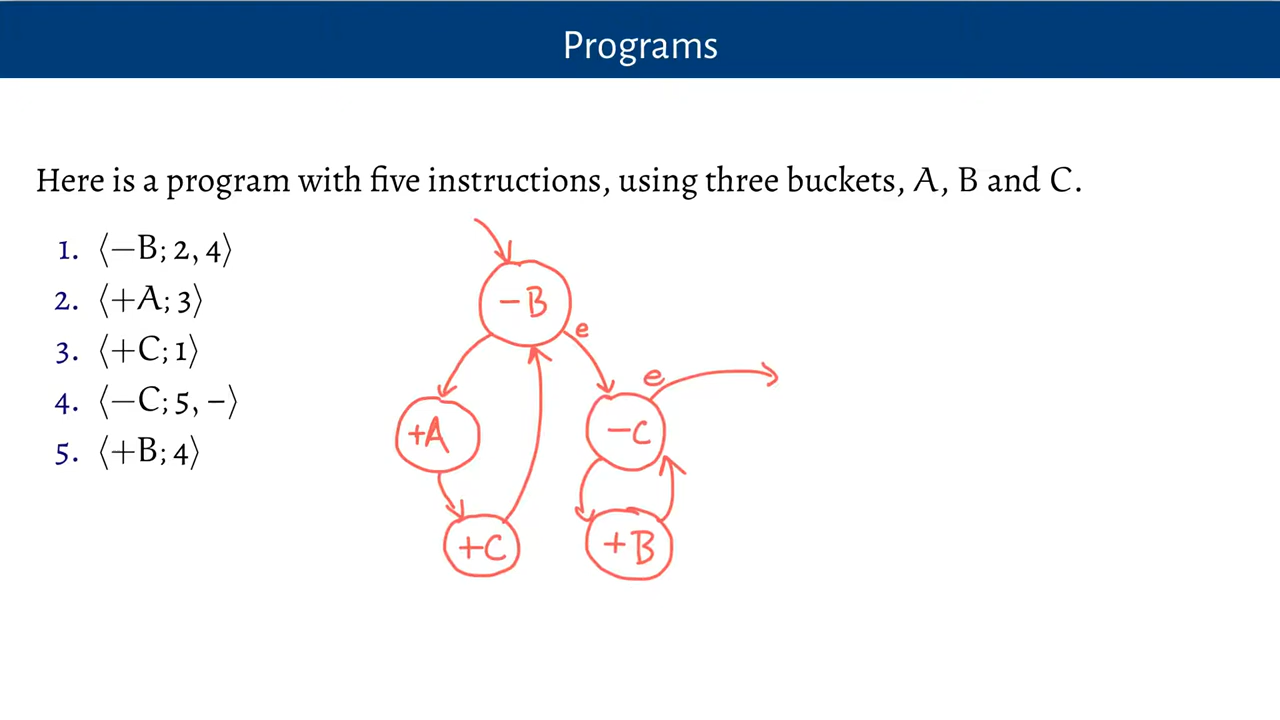 Programs
Here is a program with five instructions, using three buckets, A, B and C.
1. ⟨−B; 2, 4⟩
2. ⟨+A; 3⟩
3. ⟨+C; 1⟩
4. ⟨−C; 5, −⟩
5. ⟨+B; 4⟩
−B
e
e
+A
−C
+C
+B